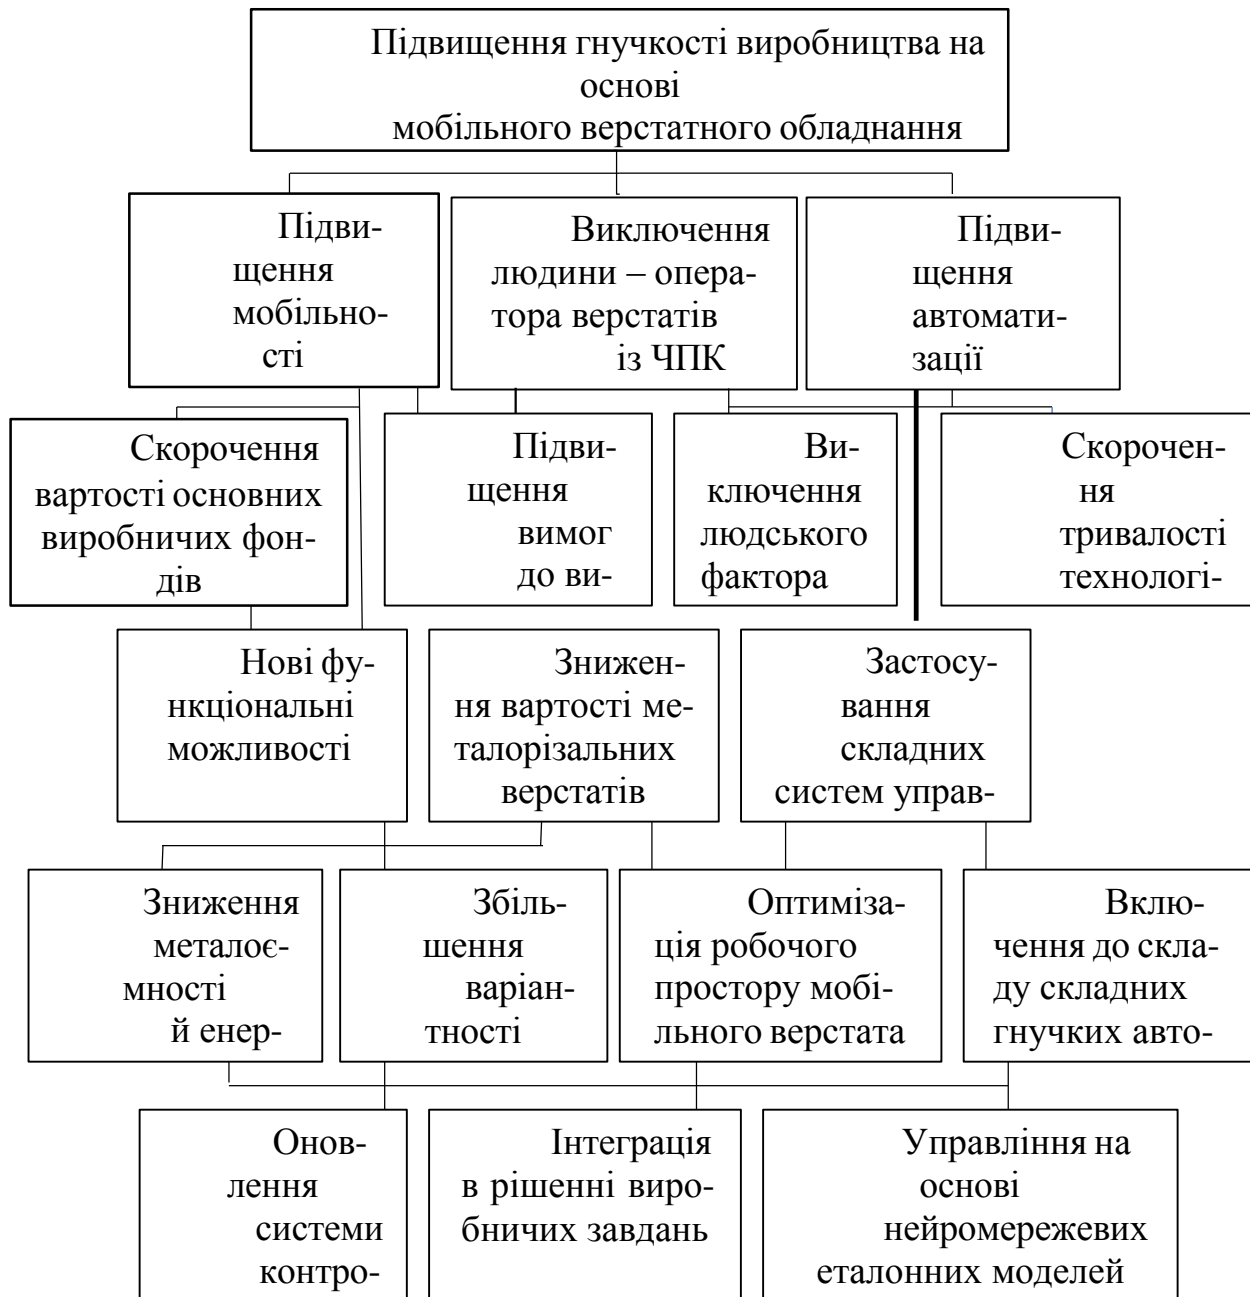 Підвищення гнучкості виробництва на
основі
мобільного верстатного обладнання
Підви-
щення
мобільно-
сті
Виключення
людини – опера-
тора верстатів
із ЧПК
Підви-
щення
автомати-
зації
Скорочення
вартості основних
виробничих фон-
дів
Підви-
щення
вимог
до ви-
Ви-
ключення
людського
фактора
Скорочен-
ня
тривалості
технологі-
Нові фу-
нкціональні
можливості
Знижен-
ня вартості ме-
талорізальних
верстатів
Застосу-
вання
складних
систем управ-
Зниження
металоє-
мності
й енер-
Збіль-
шення
варіан-
тності
Оптиміза-
ція робочого
простору мобі-
льного верстата
Вклю-
чення до скла-
ду складних
гнучких авто-
Онов-
лення
системи
контро-
Інтеграція
в рішенні виро-
бничих завдань
Управління на
основі
нейромережевих
еталонних моделей